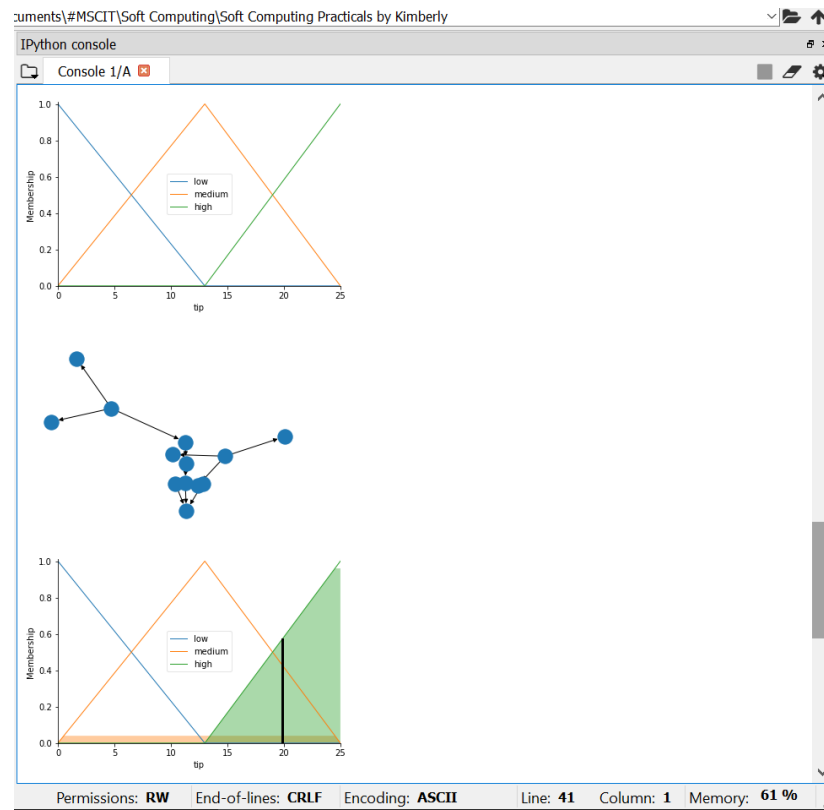 cuments\#MSCIT\Soft Computing\Soft Computing Practicals by Kimberly
IPython console
Console 1/A
1.0
0.8
0.6
0.4
0.2
0.0
Membership
low
medium
high
0 5 10 15 20 25
tip
1.0
0.8
0.6
0.4
0.2
0.0
Membership
low
medium
high
0 5 10 15 20 25
tip
Permissions: RW End-of-lines: CRLF Encoding: ASCII Line: 41 Column: 1 Memory: 61 %